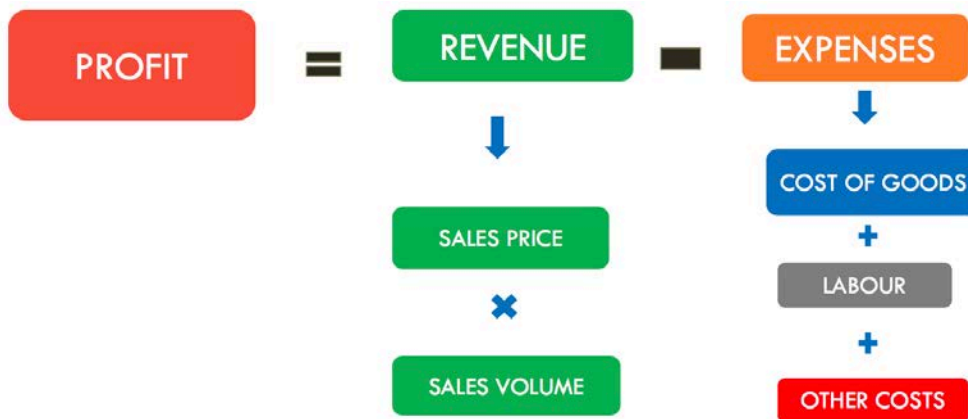 PROFIT
=
REVENUE
-
EXPENSES
COST OF GOODS
SALES PRICE
+
LABOUR
×
+
SALES VOLUME
OTHER COSTS